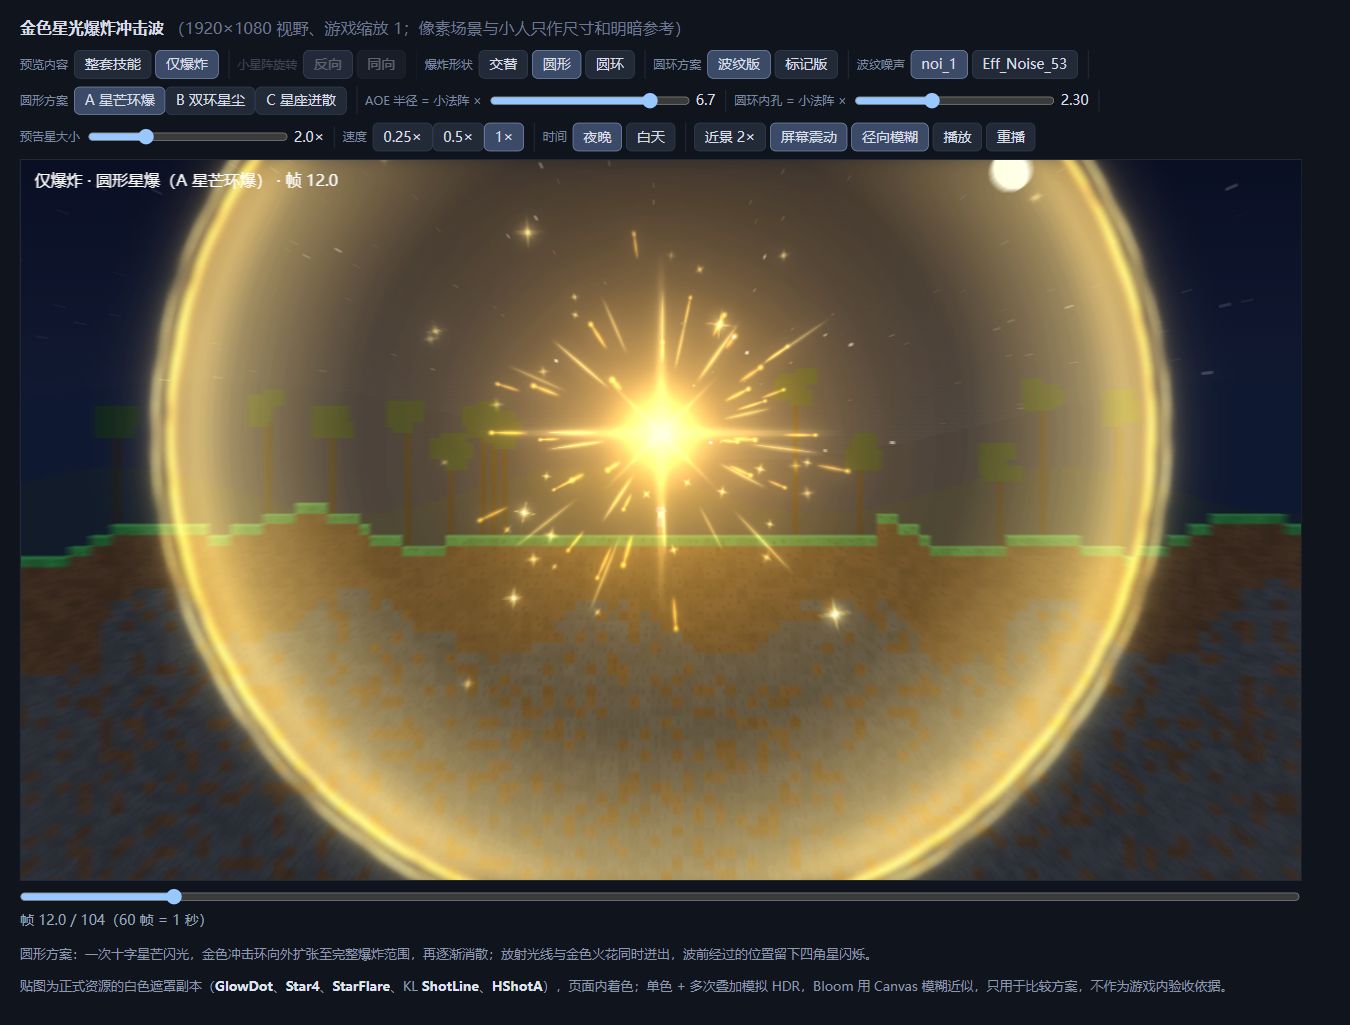 金色星光爆炸冲击波 （1920×1080 视野、游戏缩放 1；像素场景与小人只作尺寸和明暗参考）
预览内容 整套技能 仅爆炸 小星阵旋转 反向 同向 爆炸形状 交替 圆形 圆环 圆环方案 波纹版 标记版 波纹噪声 noi_1 Eff_Noise_53
圆形方案 A 星芒环爆 B 双环星尘 C 星座迸散 AOE 半径 = 小法阵 × 6.7 圆环内孔 = 小法阵 × 2.30
预告星大小 2.0× 速度 0.25× 0.5× 1× 时间 夜晚 白天 近景 2× 屏幕震动 径向模糊 播放 重播
仅爆炸 · 圆形星爆（A 星芒环爆） · 帧 12.0
帧 12.0 / 104（60 帧 = 1 秒）
圆形方案：一次十字星芒闪光，金色冲击环向外扩张至完整爆炸范围，再逐渐消散；放射光线与金色火花同时迸出，波前经过的位置留下四角星闪烁。
贴图为正式资源的白色遮罩副本（GlowDot、Star4、StarFlare、KL ShotLine、HShotA），页面内着色；单色 + 多次叠加模拟 HDR，Bloom 用 Canvas 模糊近似，只用于比较方案，不作为游戏内验收依据。